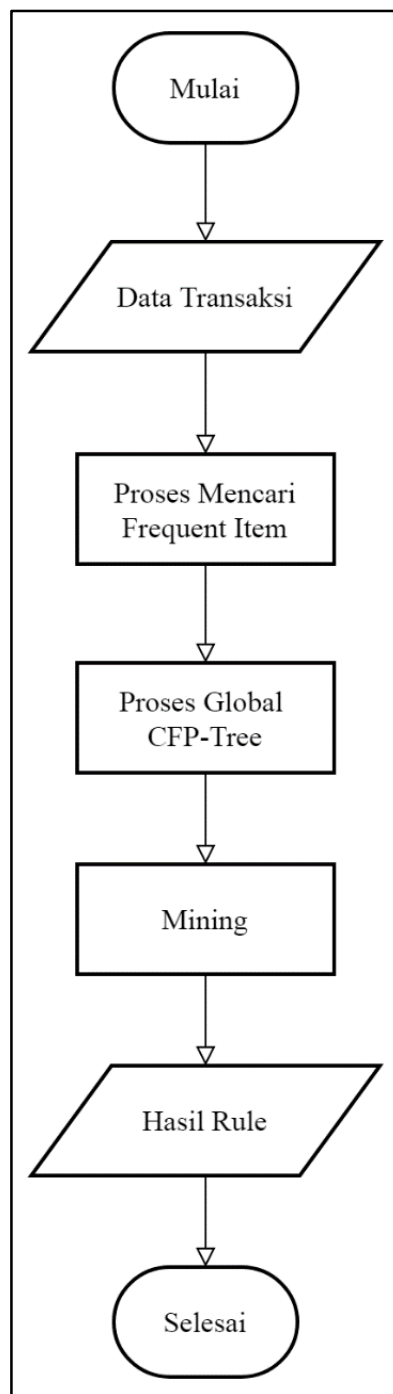 Mulai
Data Transaksi
Proses Mencari
Frequent Item
Proses Global
CFP-Tree
Mining
Hasil Rule
Selesai